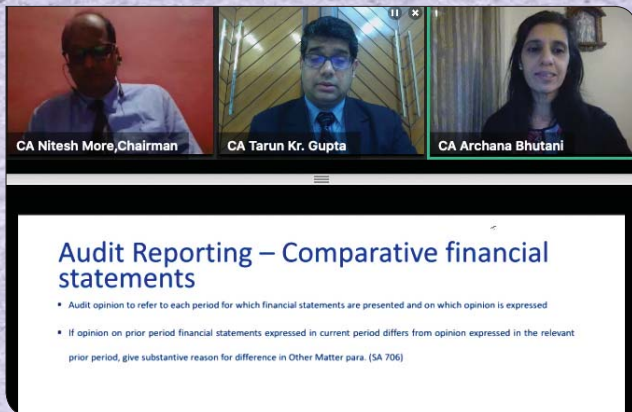 CA Nitesh More,Chairman
CA Tarun Kr. Gupta
CA Archana Bhutani
Audit Reporting – Comparative financial
statements
• Audit opinion to refer to each period for which financial statements are presented and on which opinion is expressed
• If opinion on prior period financial statements expressed in current period differs from opinion expressed in the relevant
prior period, give substantive reason for difference in Other Matter para. (SA 706)